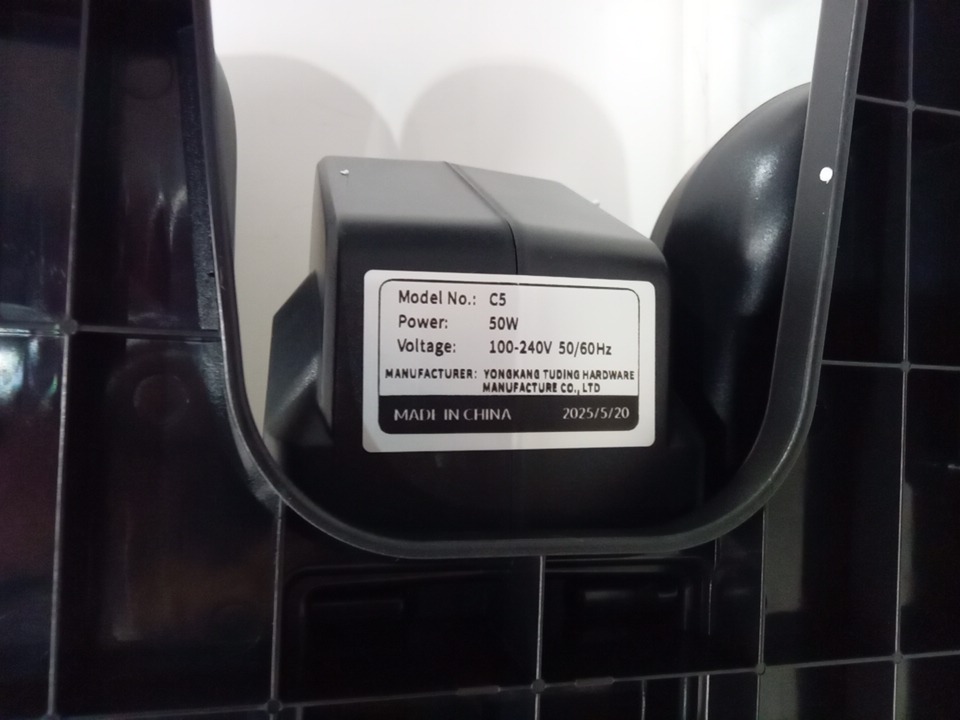 Model No.: C5
Power: 50W
Voltage: 100-240V 50/60Hz
MANUFACTURER: YONGKANG TUDING HARDWARE
MANUFACTURE CO., LTD
MADE IN CHINA 2025/5/20